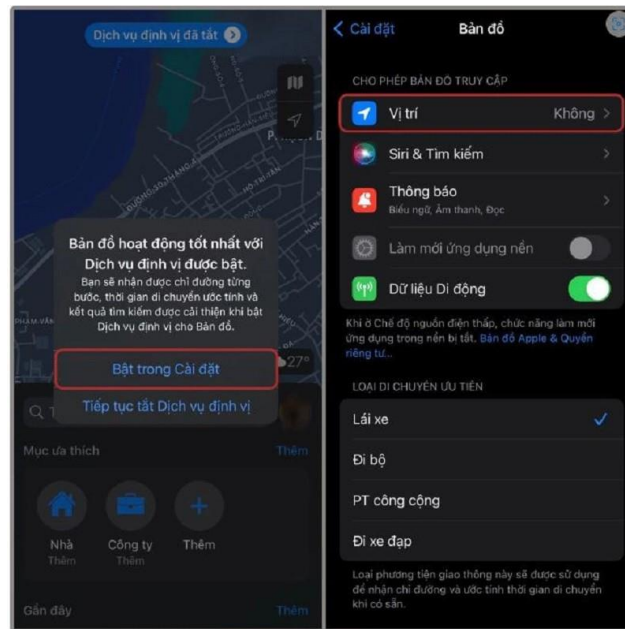 Dịch vụ định vị đã tắt
Bản đồ hoạt động tốt nhất với
Dịch vụ định vị được bật.
Bạn sẽ nhận được chỉ đường từng
bước, thời gian di chuyển ước tính và
kết quả tìm kiếm được cải thiện khi bật
Dịch vụ định vị cho Bản đồ.
Bật trong Cài đặt
27°
Tiếp tục tắt Dịch vụ định vị
Mục ưa thích
Thêm
Nhà
Thêm
Công ty
Thêm
Thêm
Gần đây
Thêm
Cài đặt
Bản đồ
CHO PHÉP BẢN ĐỒ TRUY CẬP
Vị trí
Không
Siri & Tìm kiếm
Thông báo
Biểu ngữ, Âm thanh, Đọc
Làm mới ứng dụng nền
Dữ liệu Di động
Khi ở Chế độ nguồn điện thấp, chức năng làm mới
ứng dụng trong nền bị tắt. Bản đồ Apple & Quyền
riêng tư...
LOẠI DI CHUYỂN ƯU TIÊN
Lái xe
Đi bộ
PT công cộng
Đi xe đạp
Loại phương tiện giao thông này sẽ được sử dụng
để nhận chỉ đường và ước tính thời gian di chuyển
khi có sẵn.